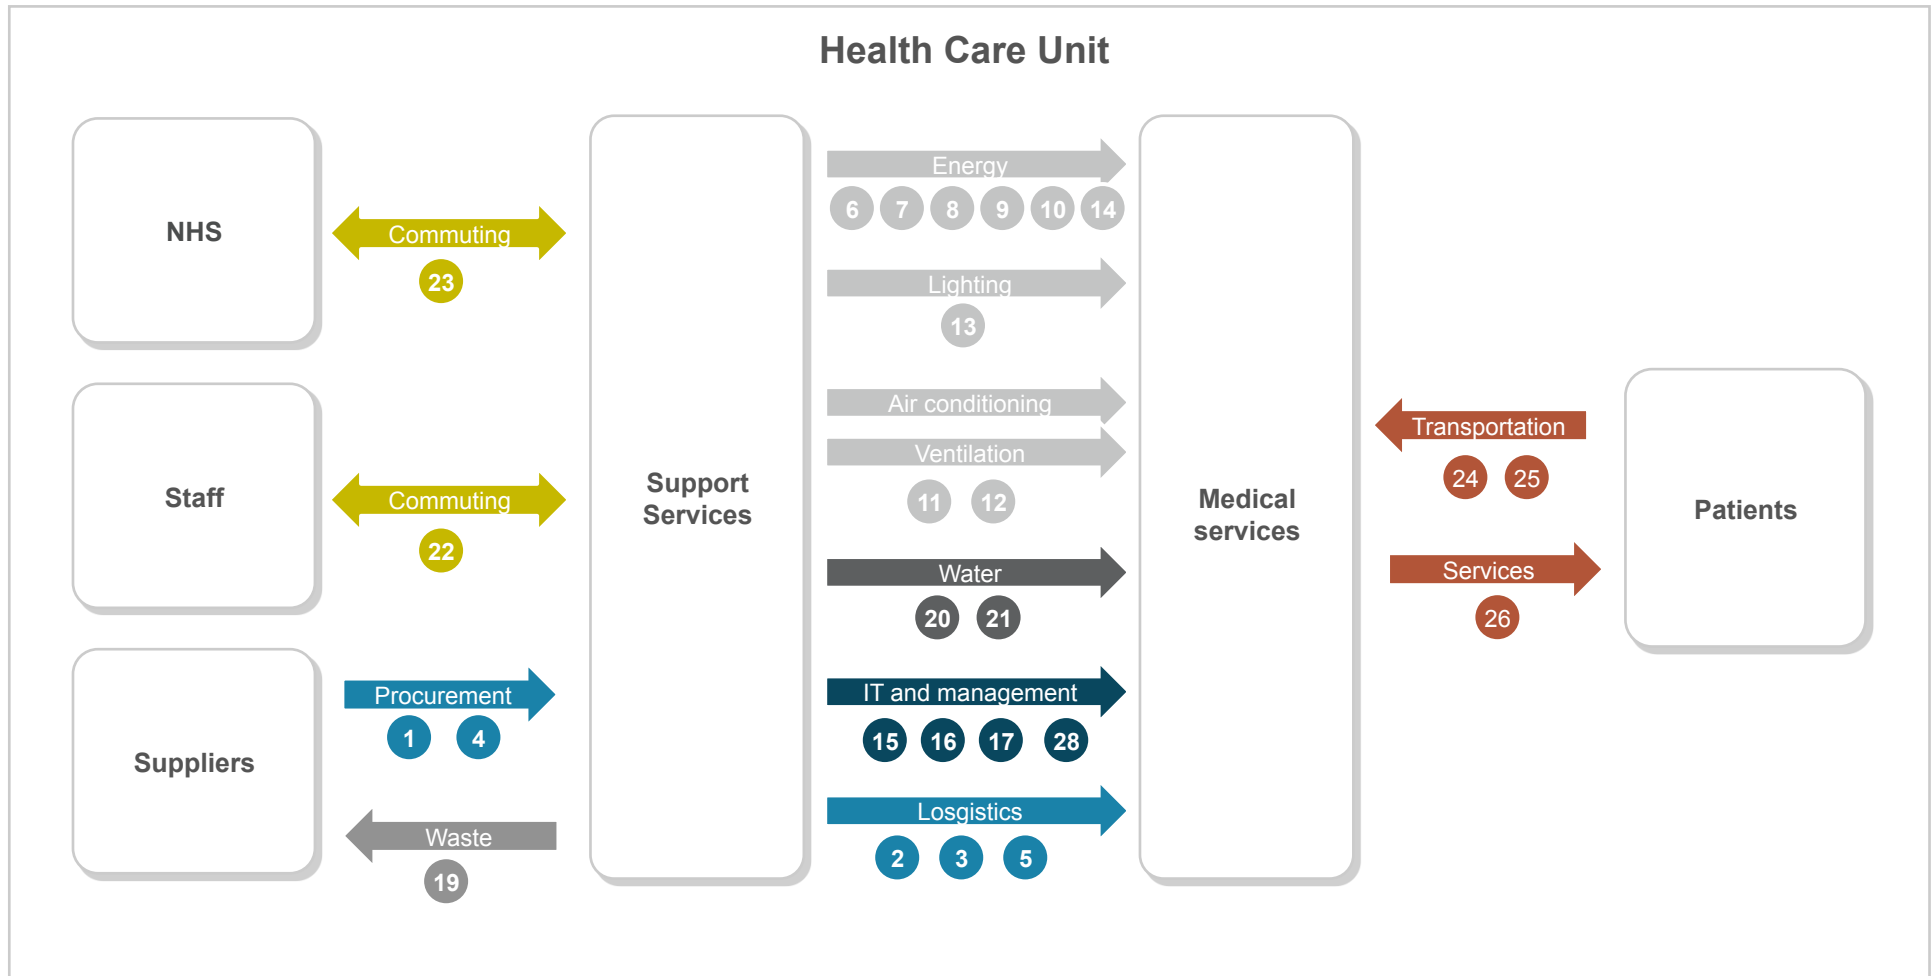 Health Care Unit
NHS
Commuting
23
Staff
Commuting
22
Suppliers
Procurement
1 4
Waste
19
Support
Services
Energy
6 7 8 9 10 14
Lighting
13
Air conditioning
Ventilation
11 12
Water
20 21
IT and management
15 16 17 28
Losgistics
2 3 5
Medical
services
Transportation
24 25
Services
26
Patients